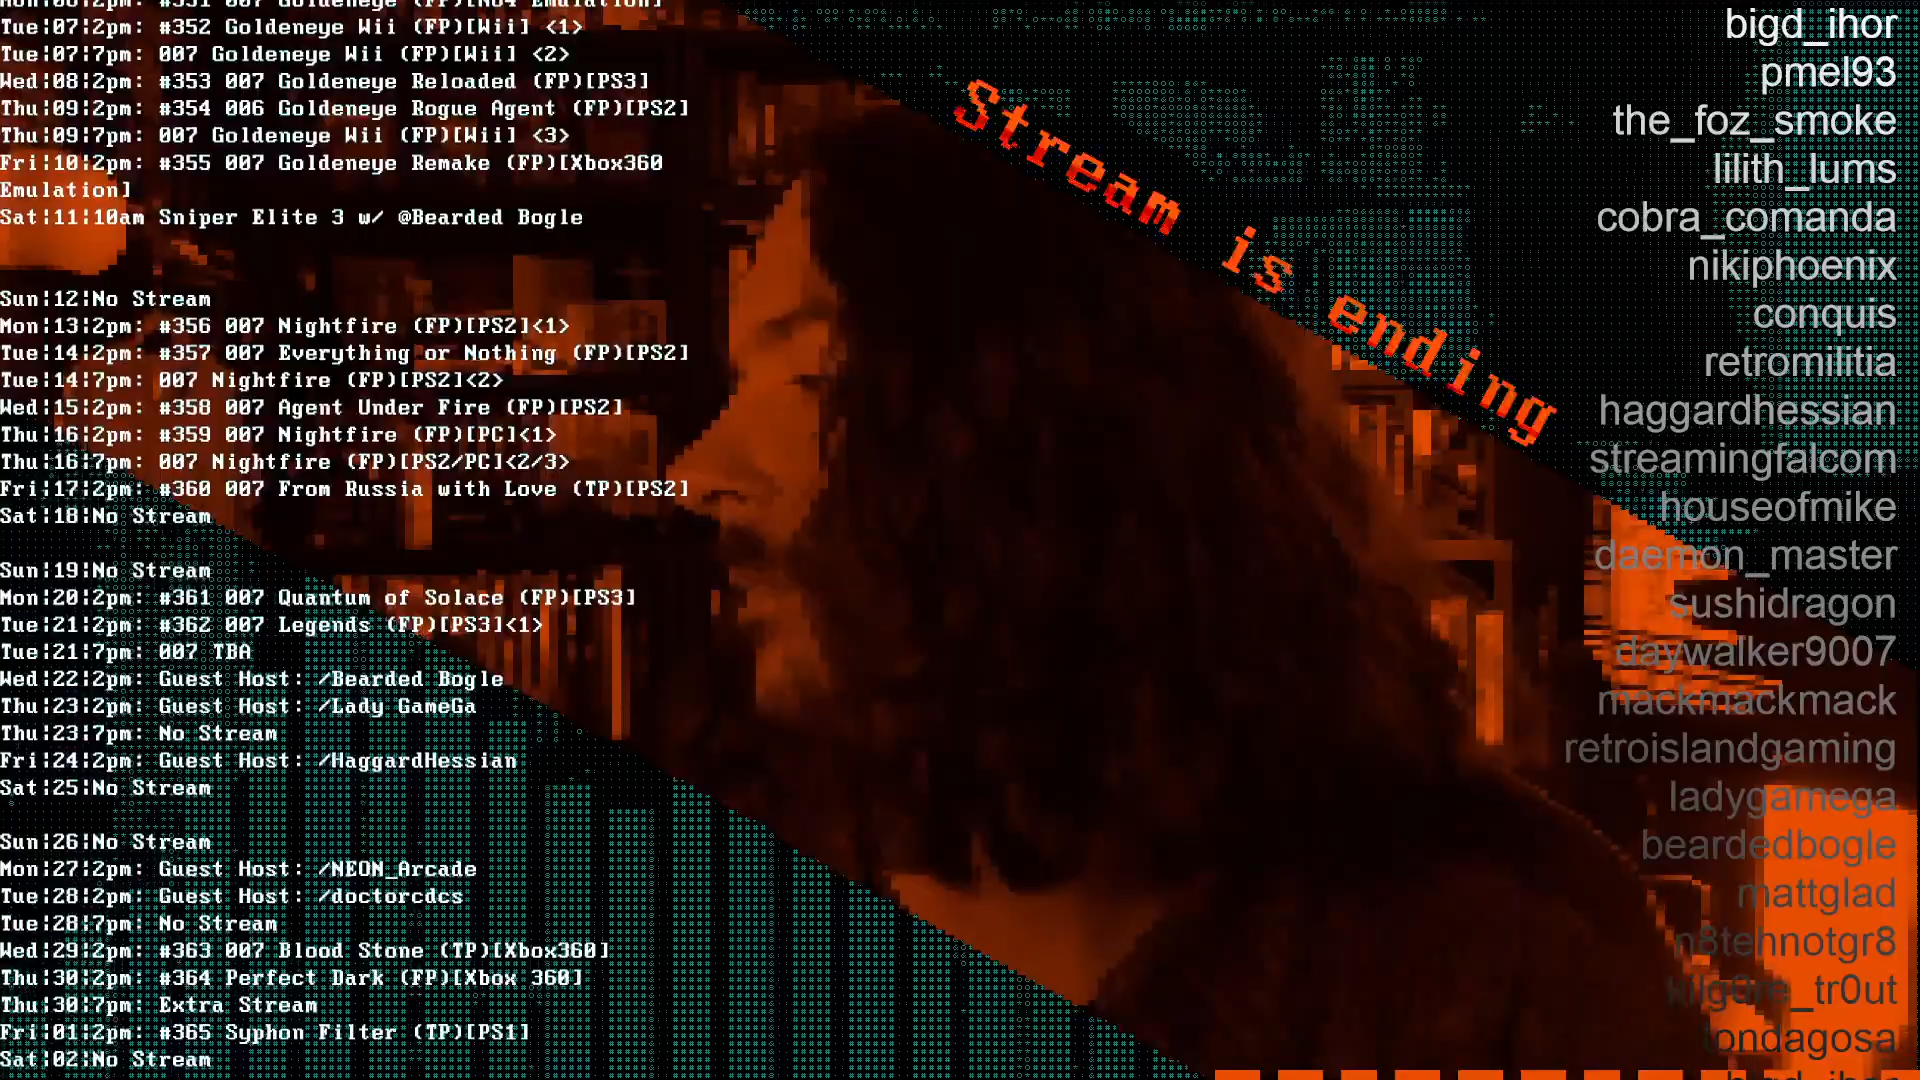 Mon¦06¦2pm: #351 007 Goldeneye (FP)[N64 Emulation]
Tue¦07¦2pm: #352 Goldeneye Wii (FP)[Wii] <1>
Tue¦07¦7pm: 007 Goldeneye Wii (FP)[Wii] <2>
Wed¦08¦2pm: #353 007 Goldeneye Reloaded (FP)[PS3]
Thu¦09¦2pm: #354 006 Goldeneye Rogue Agent (FP)[PS2]
Thu¦09¦7pm: 007 Goldeneye Wii (FP)[Wii] <3>
Fri¦10¦2pm: #355 007 Goldeneye Remake (FP)[Xbox360
Emulation]
Sat¦11¦10am Sniper Elite 3 w/ @Bearded Bogle
Sun¦12¦No Stream
Mon¦13¦2pm: #356 007 Nightfire (FP)[PS2]<1>
Tue¦14¦2pm: #357 007 Everything or Nothing (FP)[PS2]
Tue¦14¦7pm: 007 Nightfire (FP)[PS2]<2>
Wed¦15¦2pm: #358 007 Agent Under Fire (FP)[PS2]
Thu¦16¦2pm: #359 007 Nightfire (FP)[PC]<1>
Thu¦16¦7pm: 007 Nightfire (FP)[PS2/PC]<2/3>
Fri¦17¦2pm: #360 007 From Russia with Love (TP)[PS2]
Sat¦18¦No Stream
Sun¦19¦No Stream
Mon¦20¦2pm: #361 007 Quantum of Solace (FP)[PS3]
Tue¦21¦2pm: #362 007 Legends (FP)[PS3]<1>
Tue¦21¦7pm: 007 TBA
Wed¦22¦2pm: Guest Host: /Bearded Bogle
Thu¦23¦2pm: Guest Host: /Lady GameGa
Thu¦23¦7pm: No Stream
Fri¦24¦2pm: Guest Host: /HaggardHessian
Sat¦25¦No Stream
Sun¦26¦No Stream
Mon¦27¦2pm: Guest Host: /NEON_Arcade
Tue¦28¦2pm: Guest Host: /doctorcdcs
Tue¦28¦7pm: No Stream
Wed¦29¦2pm: #363 007 Blood Stone (TP)[Xbox360]
Thu¦30¦2pm: #364 Perfect Dark (FP)[Xbox 360]
Thu¦30¦7pm: Extra Stream
Fri¦01¦2pm: #365 Syphon Filter (TP)[PS1]
Sat¦02¦No Stream
Stream is ending
bigd_ihor
pmel93
the_foz_smoke
lilith_lums
cobra_comanda
nikiphoenix
conquis
retromilitia
haggardhessian
streamingfalcom
houseofmike
daemon_master
sushidragon
daywalker9007
mackmackmack
retroislandgaming
ladygamega
beardedbogle
mattglad
n8tehnotgr8
kilg0re_tr0ut
iondagosa